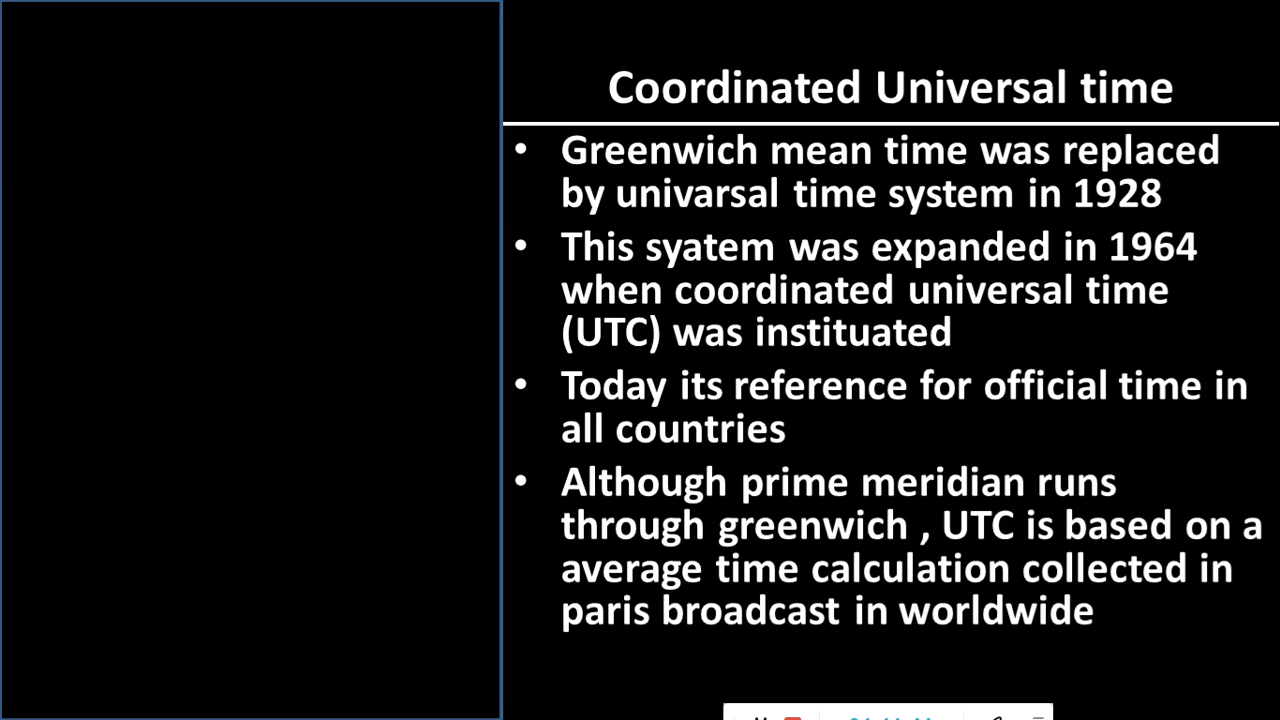 Coordinated Universal time
• Greenwich mean time was replaced
by univarsal time system in 1928
• This syatem was expanded in 1964
when coordinated universal time
(UTC) was instituated
• Today its reference for official time in
all countries
• Although prime meridian runs
through greenwich , UTC is based on a
average time calculation collected in
paris broadcast in worldwide